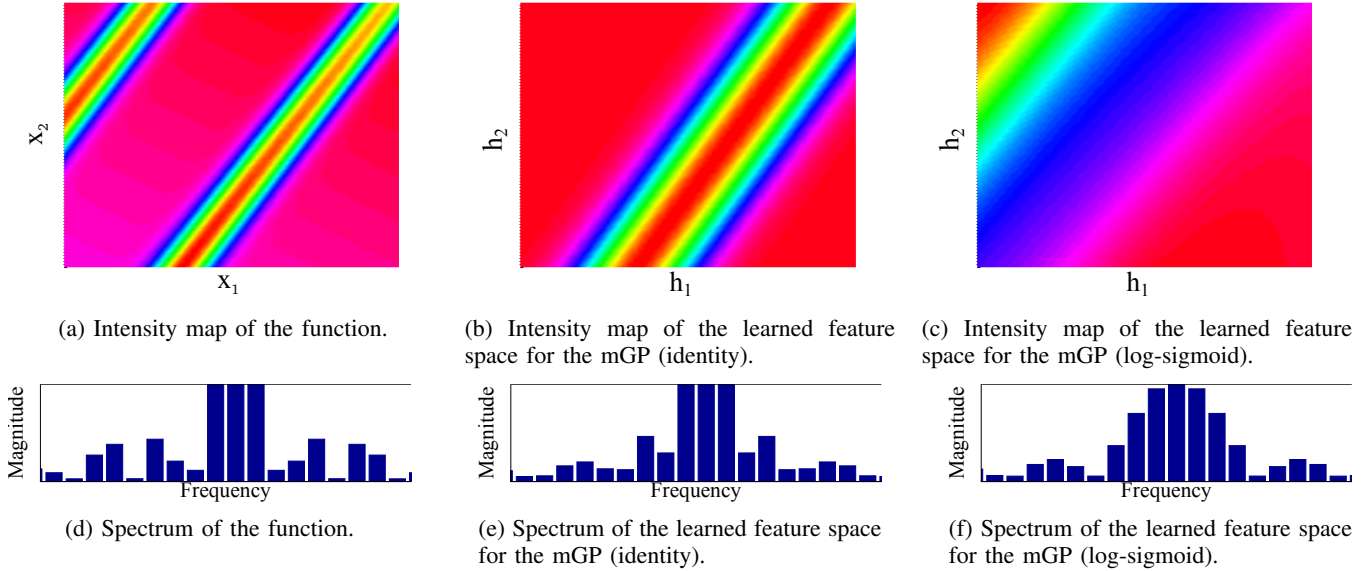 x₂
x₁
h₂
h₁
h₂
h₁
(a) Intensity map of the function.
(b) Intensity map of the learned feature
space for the mGP (identity).
(c) Intensity map of the learned feature
space for the mGP (log-sigmoid).
Magnitude
Frequency
Magnitude
Frequency
Magnitude
Frequency
(d) Spectrum of the function.
(e) Spectrum of the learned feature space
for the mGP (identity).
(f) Spectrum of the learned feature space
for the mGP (log-sigmoid).